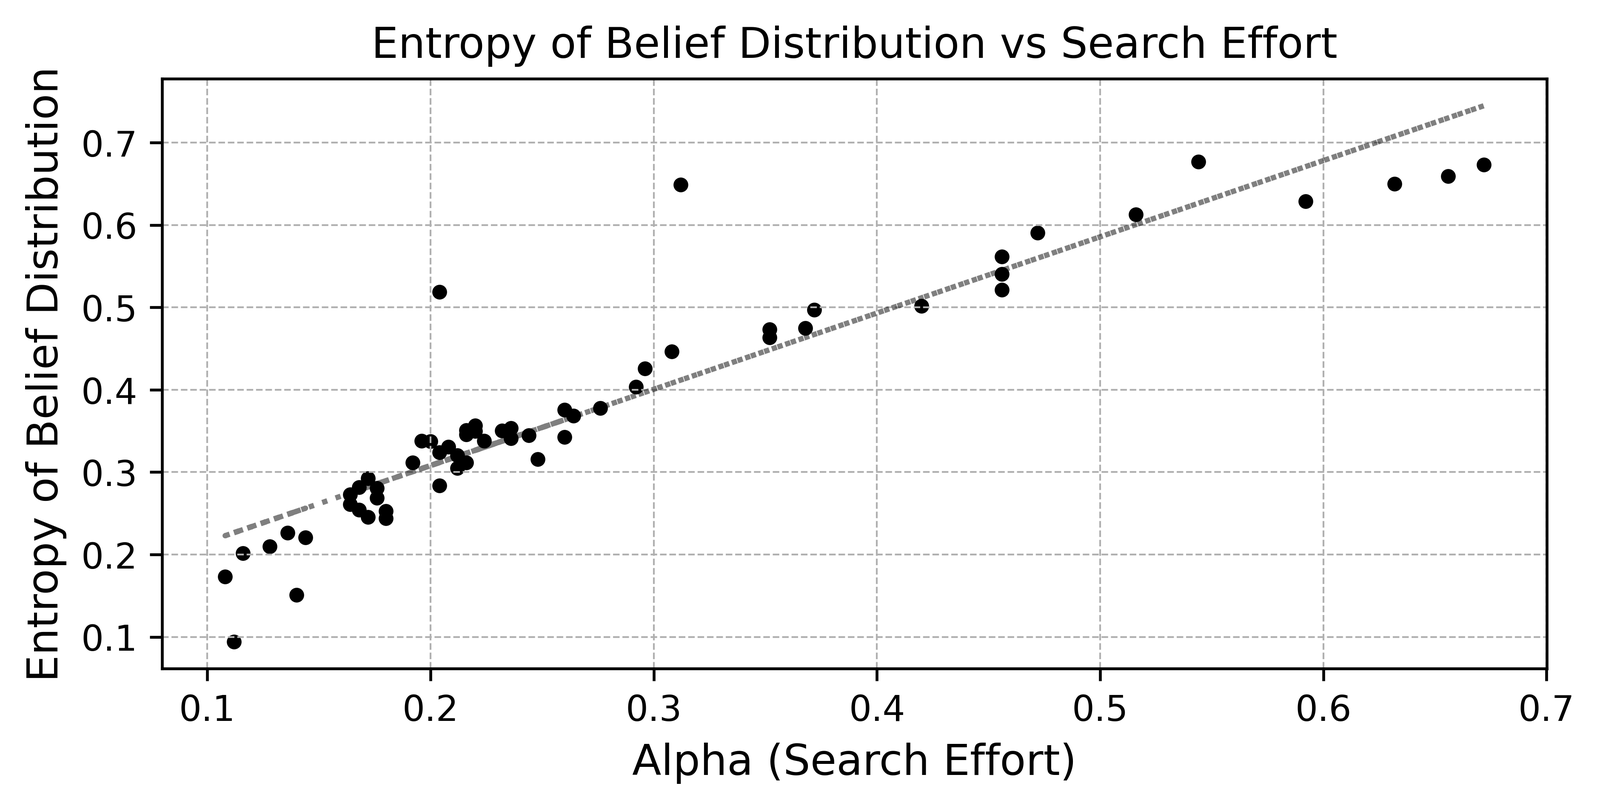 Entropy of Belief Distribution vs Search Effort
Entropy of Belief Distribution
0.7
0.6
0.5
0.4
0.3
0.2
0.1
0.1 0.2 0.3 0.4 0.5 0.6 0.7
Alpha (Search Effort)